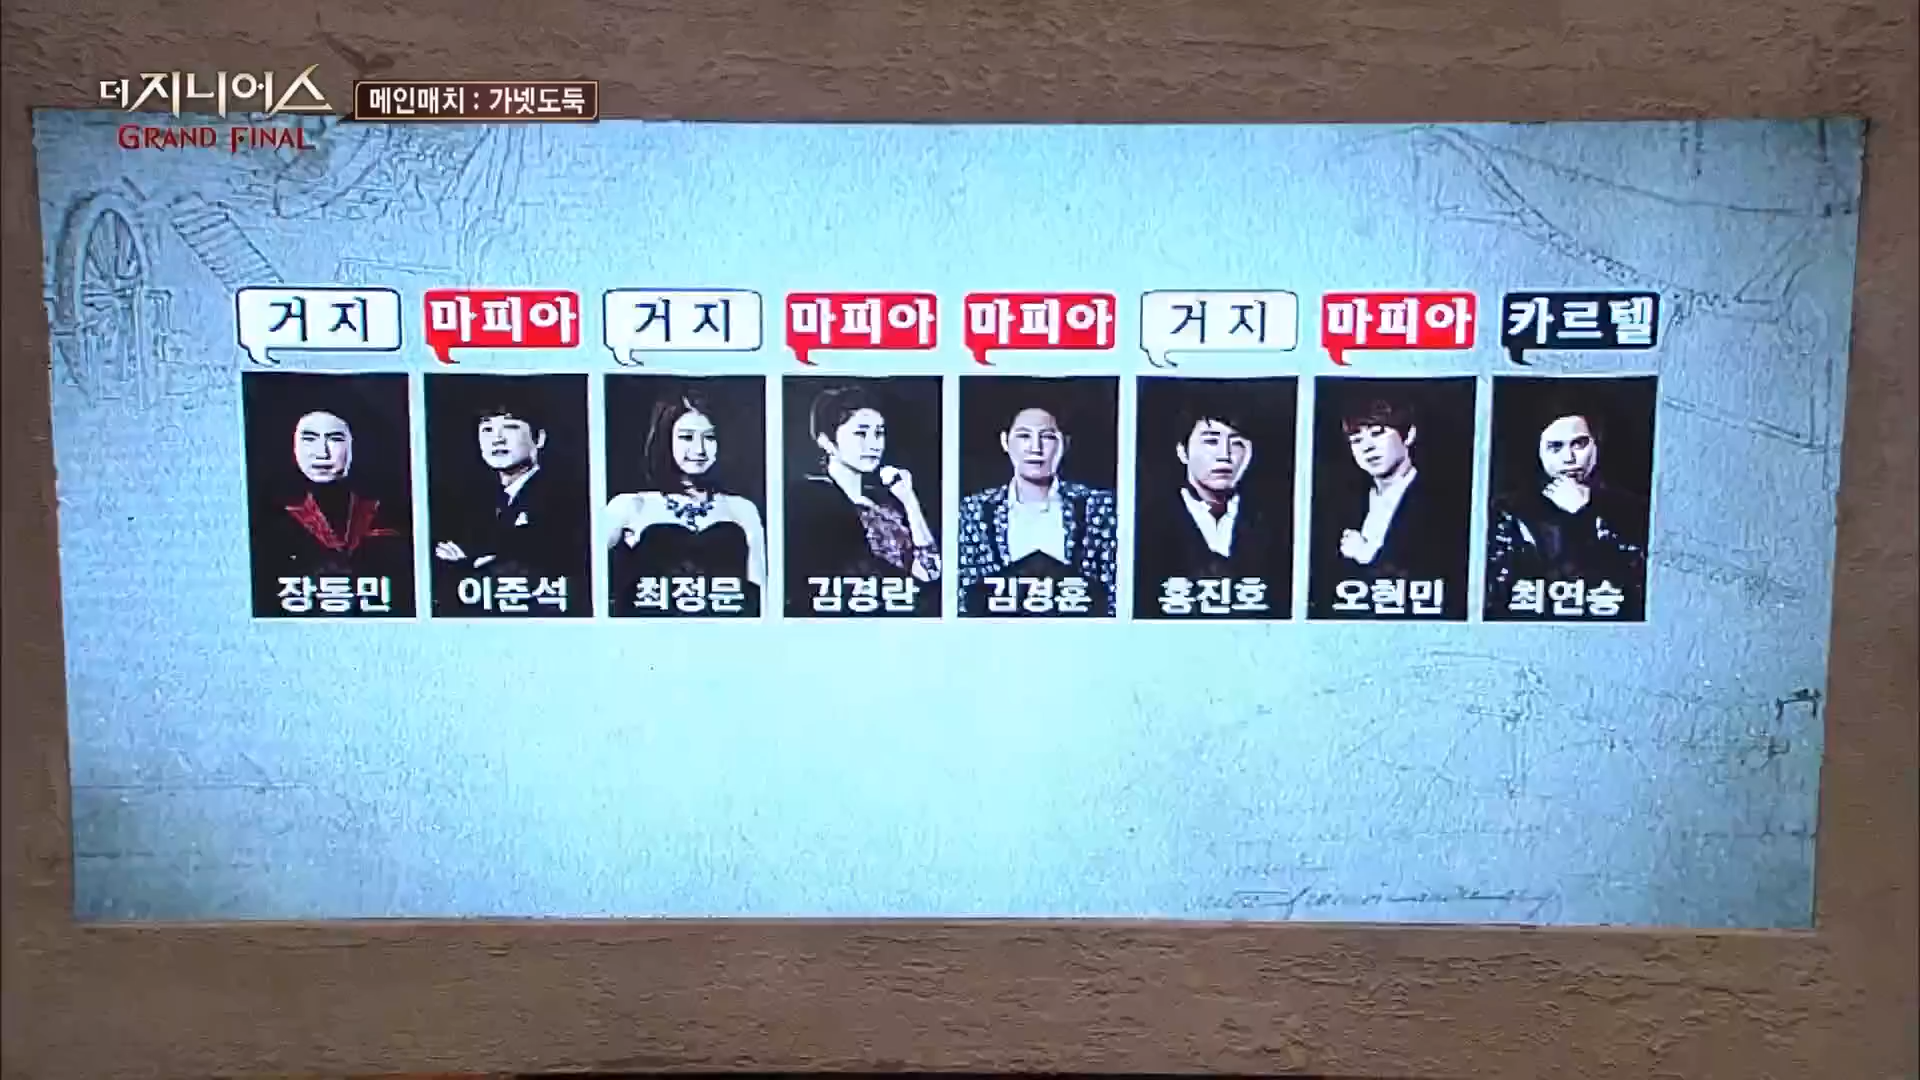 더 지니어스
GRAND FINAL
메인매치 : 가넷도둑
거지 마피아 거지 마피아 마피아 거지 마피아 카르텔
장동민 이준석 최정문 김경란 김경훈 홍진호 오현민 최연승